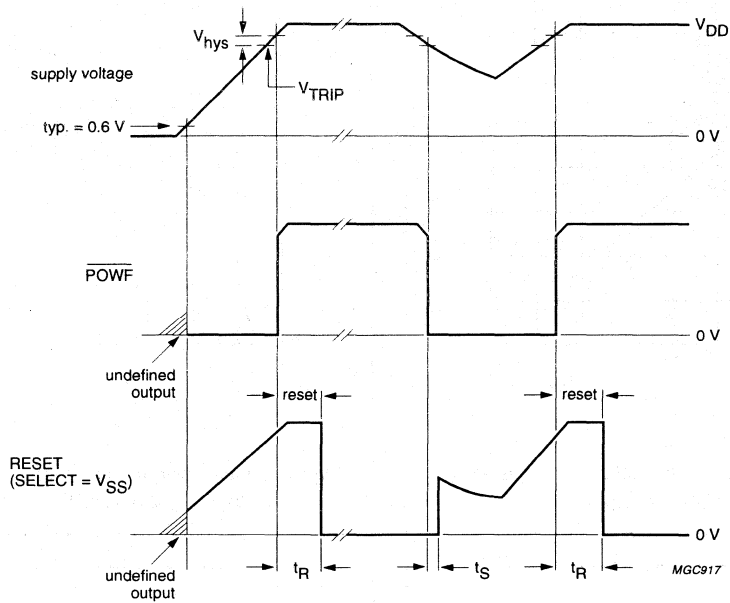 V_hys
V_DD
supply voltage
V_TRIP
typ. = 0.6 V
0 V
POWF
0 V
undefined
output
reset
reset
RESET
(SELECT = V_SS)
0 V
undefined
output
t_R
t_S
t_R
MGC917